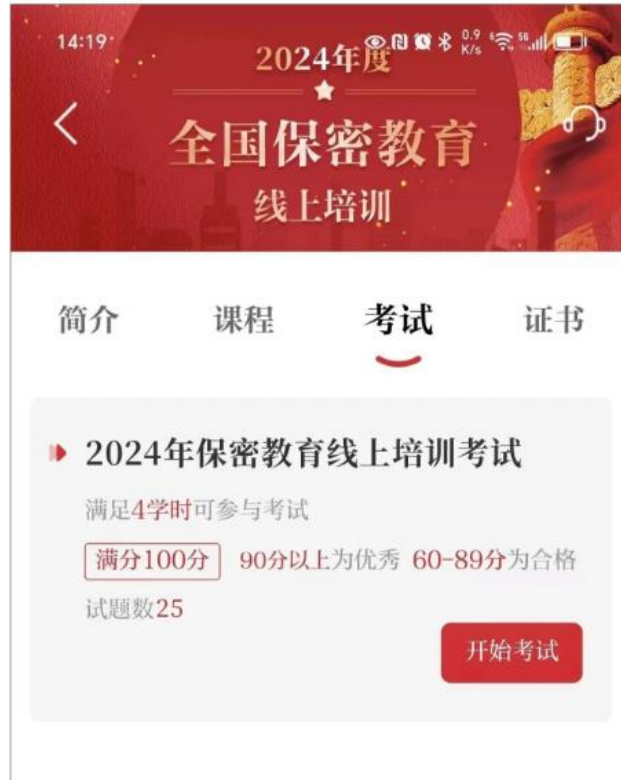 14:19
0.9
K/s
6
5G
2024年度
全国保密教育
线上培训
简介 课程 考试 证书
2024年保密教育线上培训考试
满足4学时可参与考试
满分100分 90分以上为优秀 60-89分为合格
试题数25
开始考试